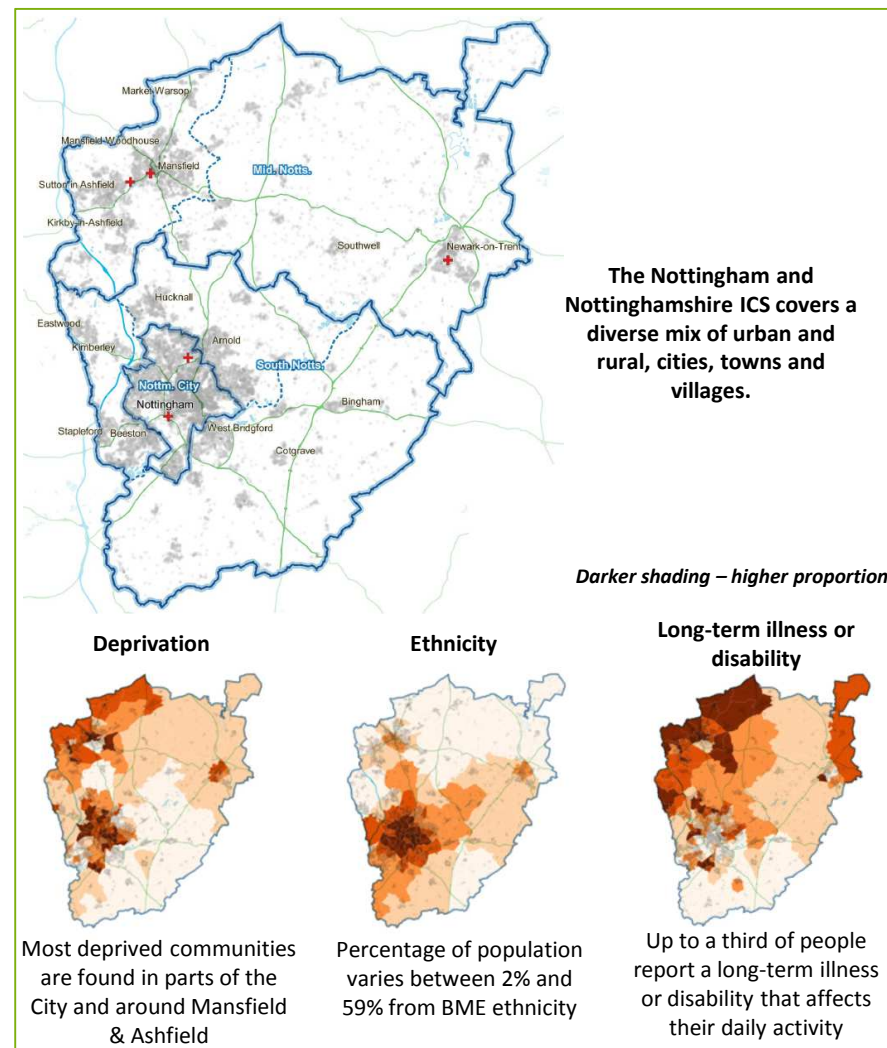 Market Warsop
Mansfield Woodhouse
Mansfield
Mid. Notts.
Sutton in Ashfield
Kirkby-in-Ashfield
Southwell
Newark-on-Trent
The Nottingham and
Nottinghamshire ICS covers a
diverse mix of urban and
rural, cities, towns and
villages.
Hucknall
Eastwood
Kimberley
Arnold
South Notts.
Nottm. City
Nottingham
Bingham
Stapleford
Beeston
West Bridgford
Cotgrave
Darker shading – higher proportion
Deprivation
Ethnicity
Long-term illness or
disability
Most deprived communities
are found in parts of the
City and around Mansfield
& Ashfield
Percentage of population
varies between 2% and
59% from BME ethnicity
Up to a third of people
report a long-term illness
or disability that affects
their daily activity